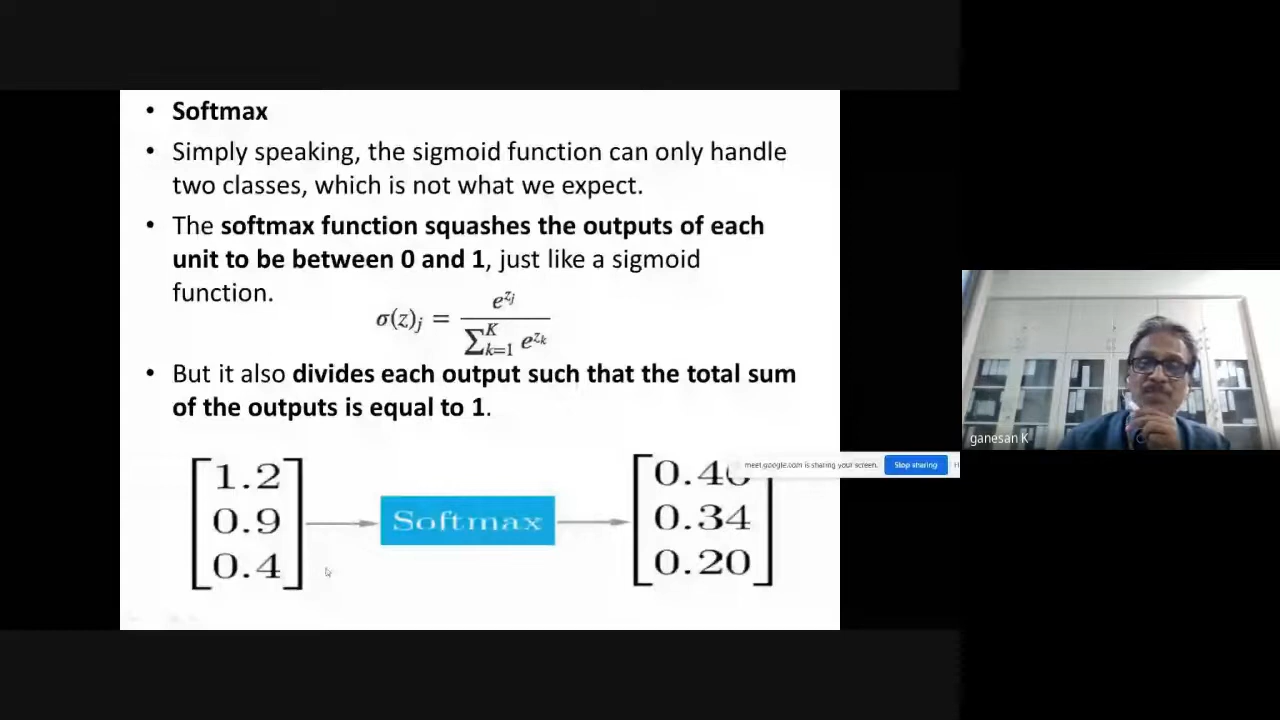 • Softmax
• Simply speaking, the sigmoid function can only handle
two classes, which is not what we expect.
• The softmax function squashes the outputs of each
unit to be between 0 and 1, just like a sigmoid
function.
σ(z)j = e^zj / ∑k=1^K e^zk
• But it also divides each output such that the total sum
of the outputs is equal to 1.
1.2
0.9
0.4
Softmax
0.34
0.20
meet.google.com is sharing your screen.
Stop sharing
H
ganesan K